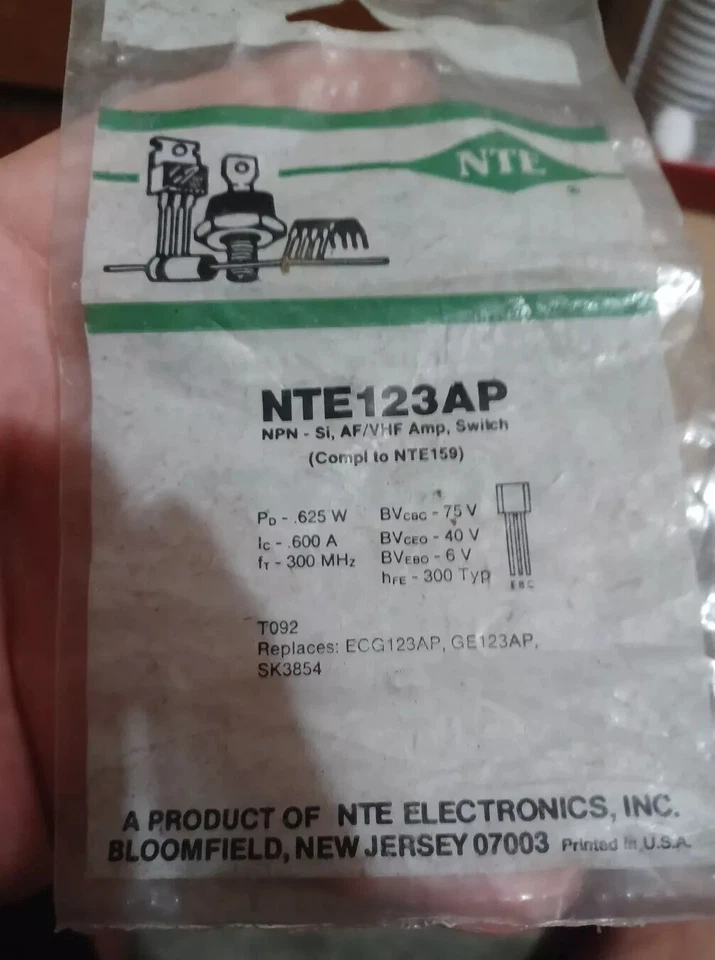 NTE
®
NTE123AP
NPN - Si, AF/VHF Amp, Switch
(Compl to NTE159)
PD - .625 W
IC - .600 A
fT - 300 MHz
BVCBC - 75 V
BVCEO - 40 V
BVEBO - 6 V
hFE - 300 Typ
E B C
T092
Replaces: ECG123AP, GE123AP,
SK3854
A PRODUCT OF NTE ELECTRONICS, INC.
BLOOMFIELD, NEW JERSEY 07003 Printed in U.S.A.